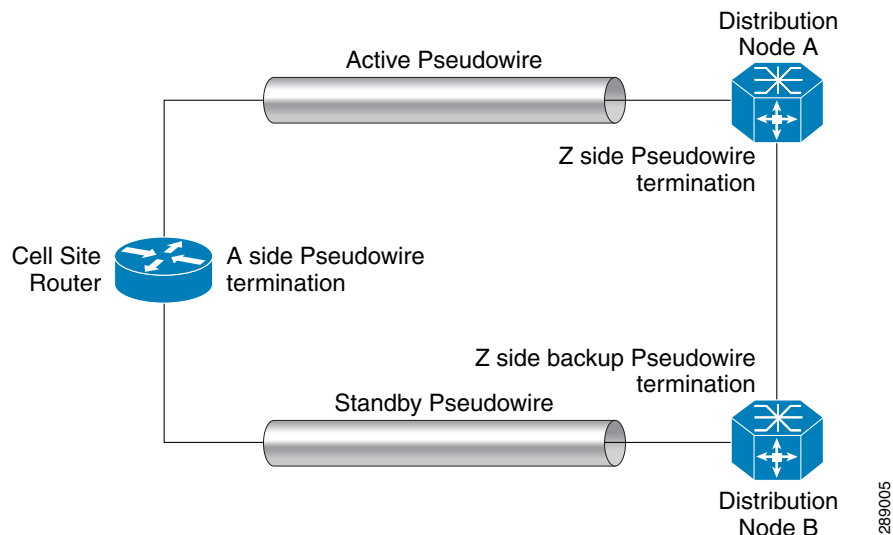 Distribution
Node A
Active Pseudowire
Z side Pseudowire
termination
Cell Site
Router
A side Pseudowire
termination
Z side backup Pseudowire
termination
Standby Pseudowire
Distribution
Node B
289005